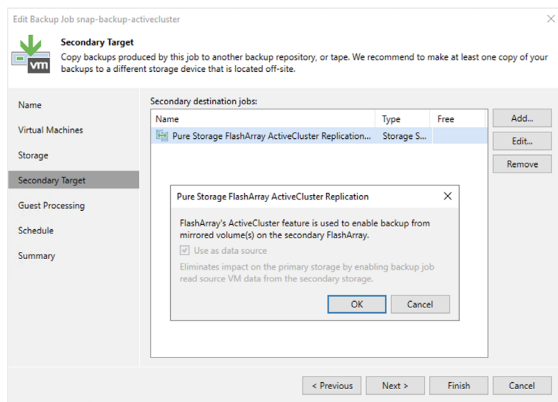 Edit Backup Job snap-backup-activecluster
Secondary Target
Copy backups produced by this job to another backup repository, or tape. We recommend to make at least one copy of your
backups to a different storage device that is located off-site.
vm
Name
Virtual Machines
Storage
Secondary Target
Guest Processing
Schedule
Summary
Secondary destination jobs:
Name Type Free
Pure Storage FlashArray ActiveCluster Replication... Storage S...
Add...
Edit...
Remove
Pure Storage FlashArray ActiveCluster Replication
FlashArray's ActiveCluster feature is used to enable backup from
mirrored volume(s) on the secondary FlashArray.
Use as data source
Eliminates impact on the primary storage by enabling backup job
read source VM data from the secondary storage.
OK Cancel
< Previous Next > Finish Cancel